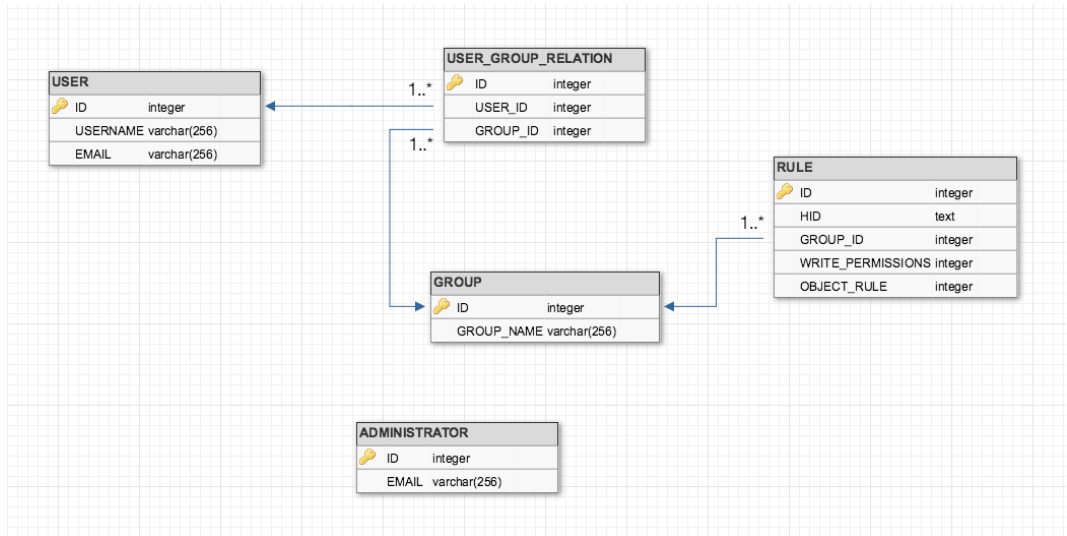 USER
ID integer
USERNAME varchar(256)
EMAIL varchar(256)
1..*
1..*
USER_GROUP_RELATION
ID integer
USER_ID integer
GROUP_ID integer
RULE
ID integer
HID text
GROUP_ID integer
WRITE_PERMISSIONS integer
OBJECT_RULE integer
1..*
GROUP
ID integer
GROUP_NAME varchar(256)
ADMINISTRATOR
ID integer
EMAIL varchar(256)